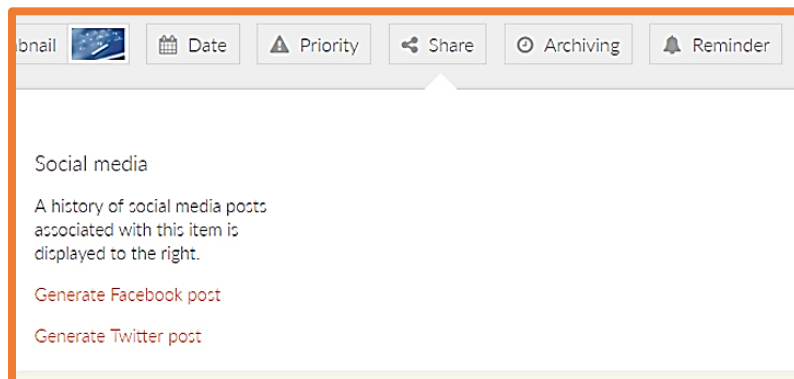 bnail Date Priority Share Archiving Reminder
Social media
A history of social media posts
associated with this item is
displayed to the right.
Generate Facebook post
Generate Twitter post